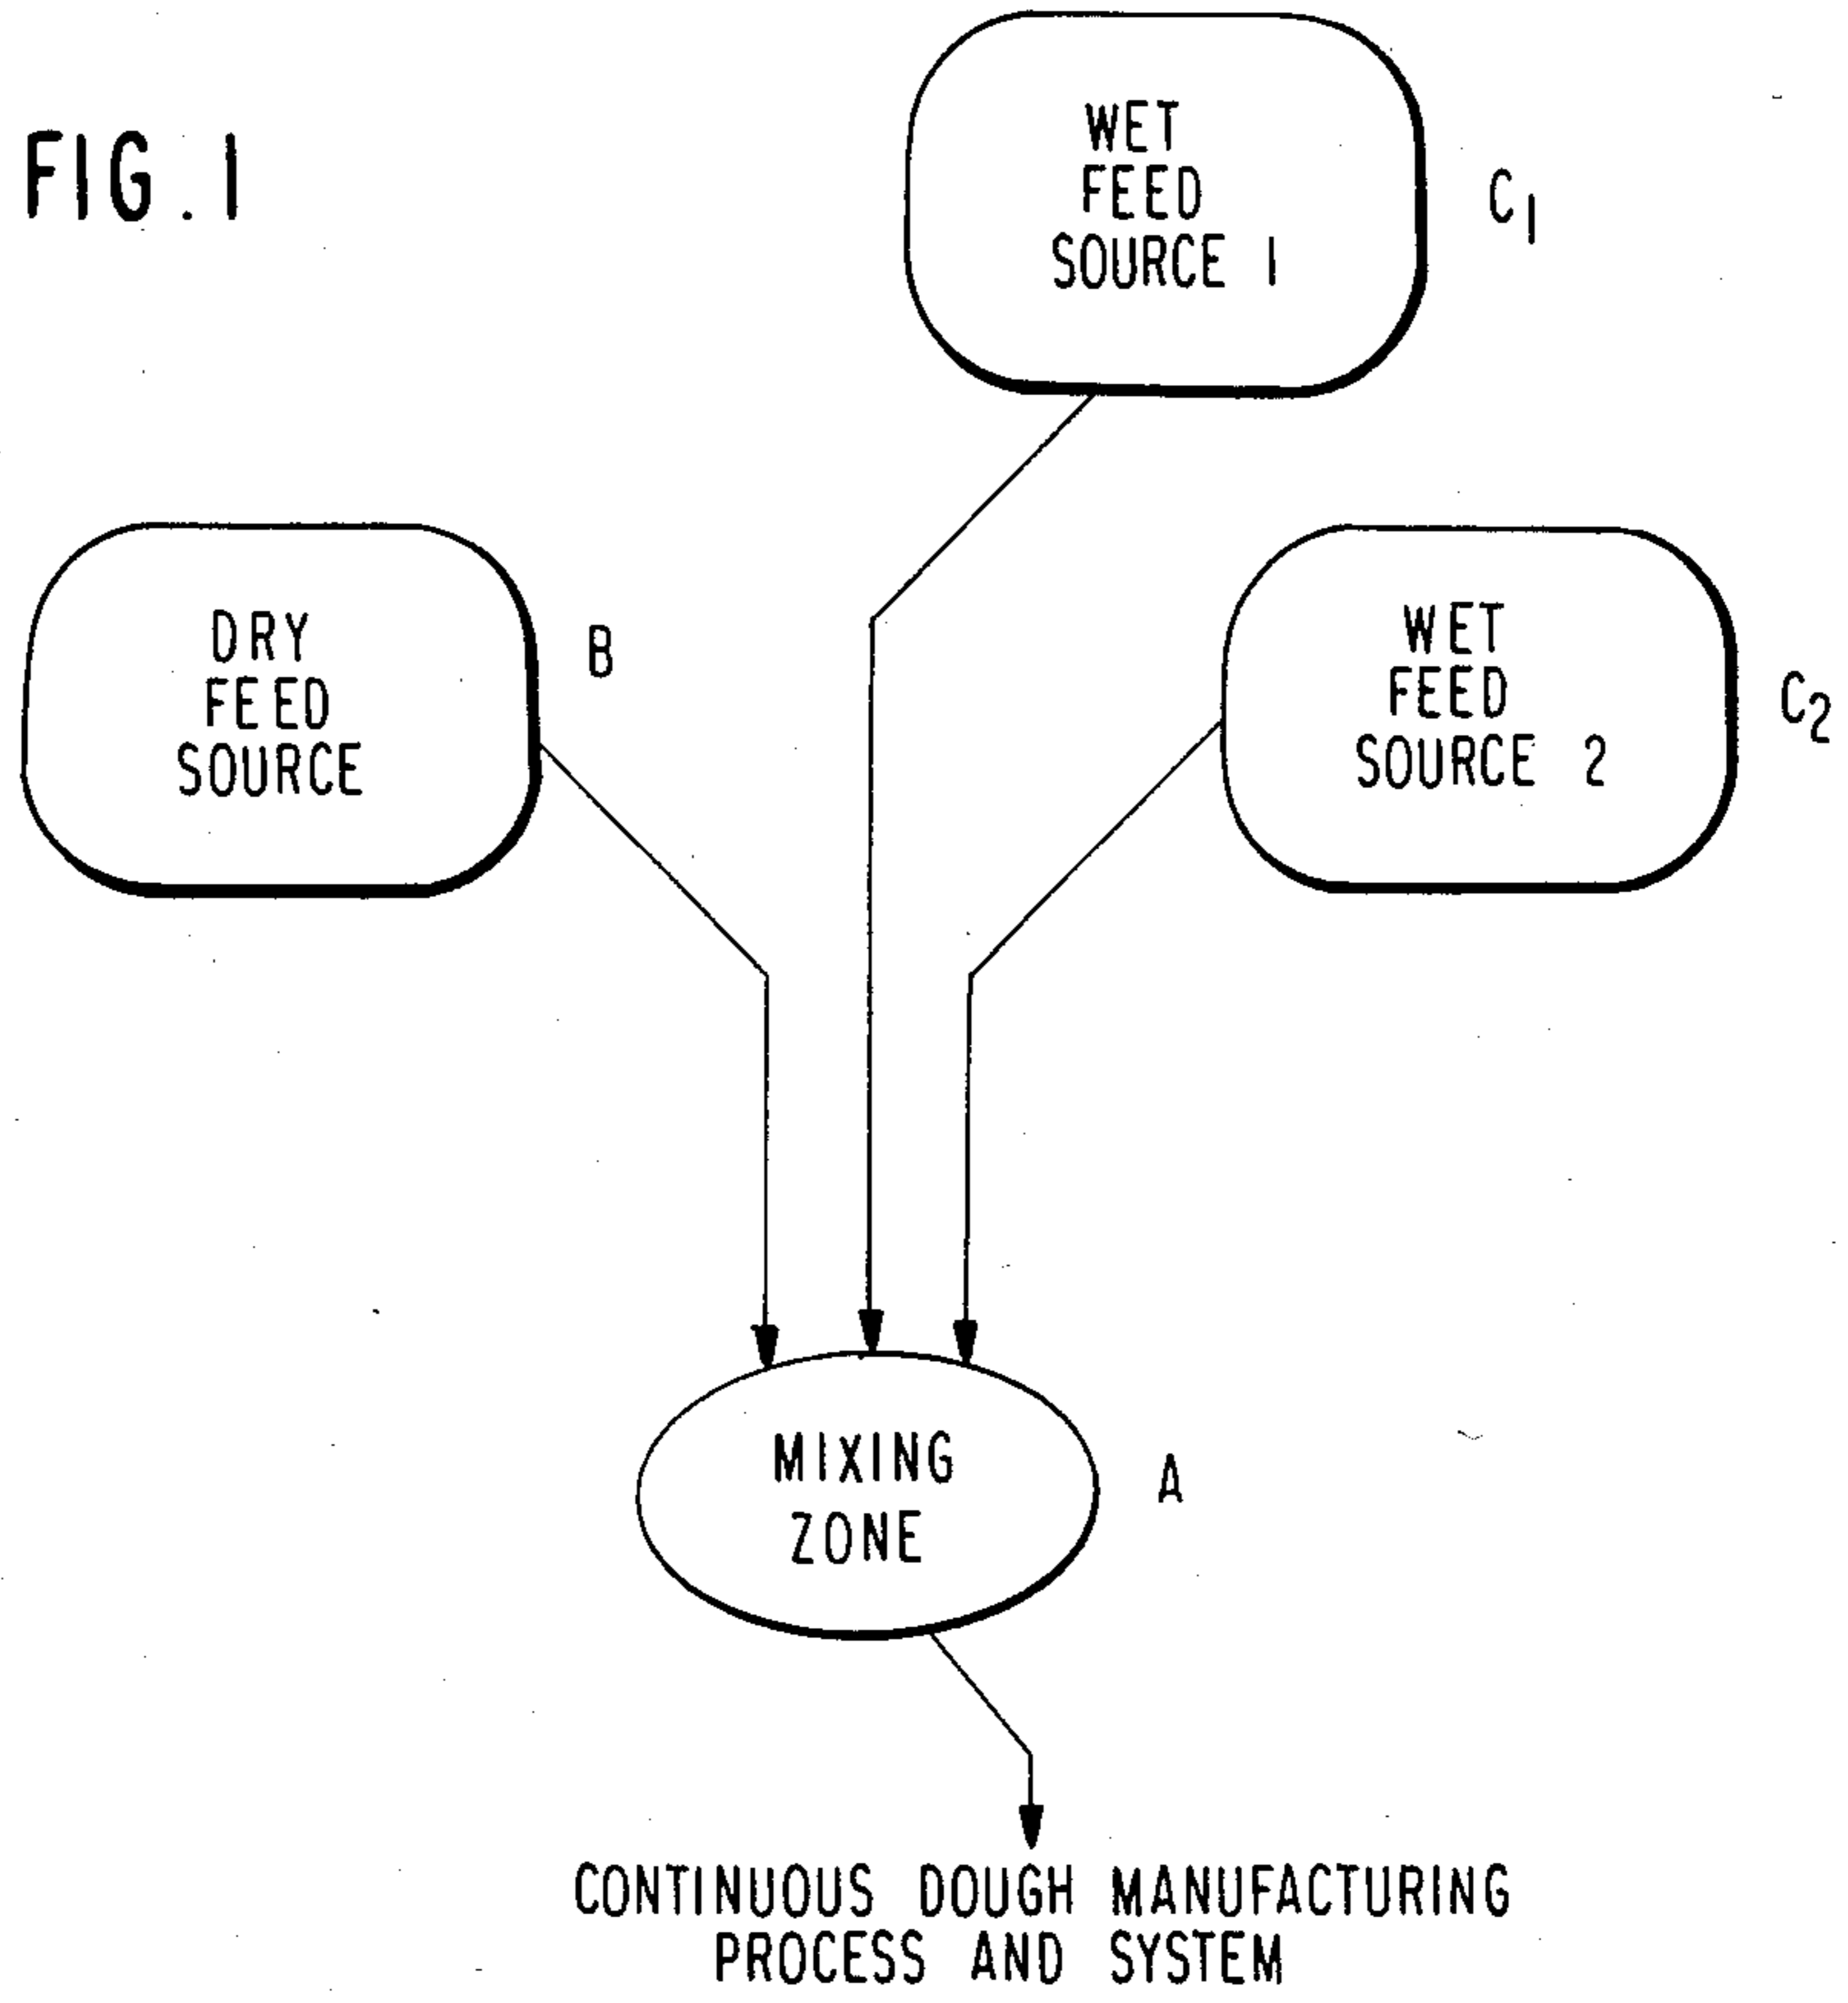 FIG. 1
WET
FEED
SOURCE 1
C1
DRY
FEED
SOURCE
B
WET
FEED
SOURCE 2
C2
MIXING
ZONE
A
CONTINUOUS DOUGH MANUFACTURING
PROCESS AND SYSTEM